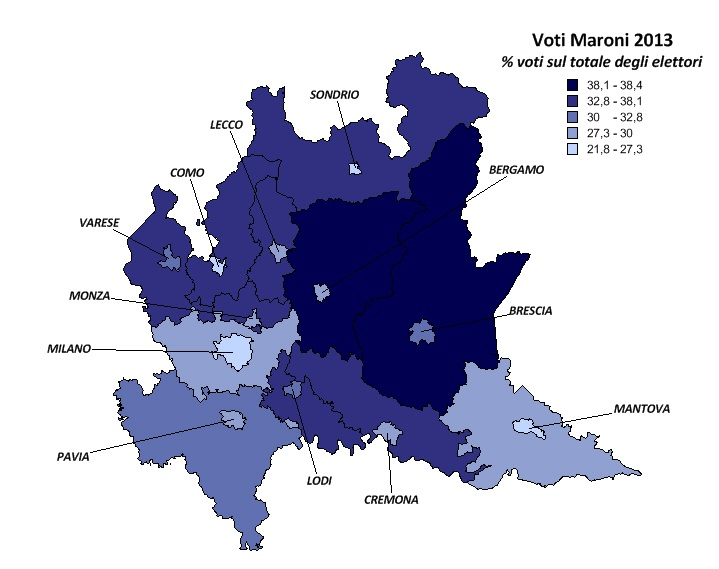 Voti Maroni 2013
% voti sul totale degli elettori
38,1 - 38,4
32,8 - 38,1
30 - 32,8
27,3 - 30
21,8 - 27,3
SONDRIO
LECCO
BERGAMO
COMO
VARESE
MONZA
BRESCIA
MILANO
MANTOVA
PAVIA
LODI
CREMONA